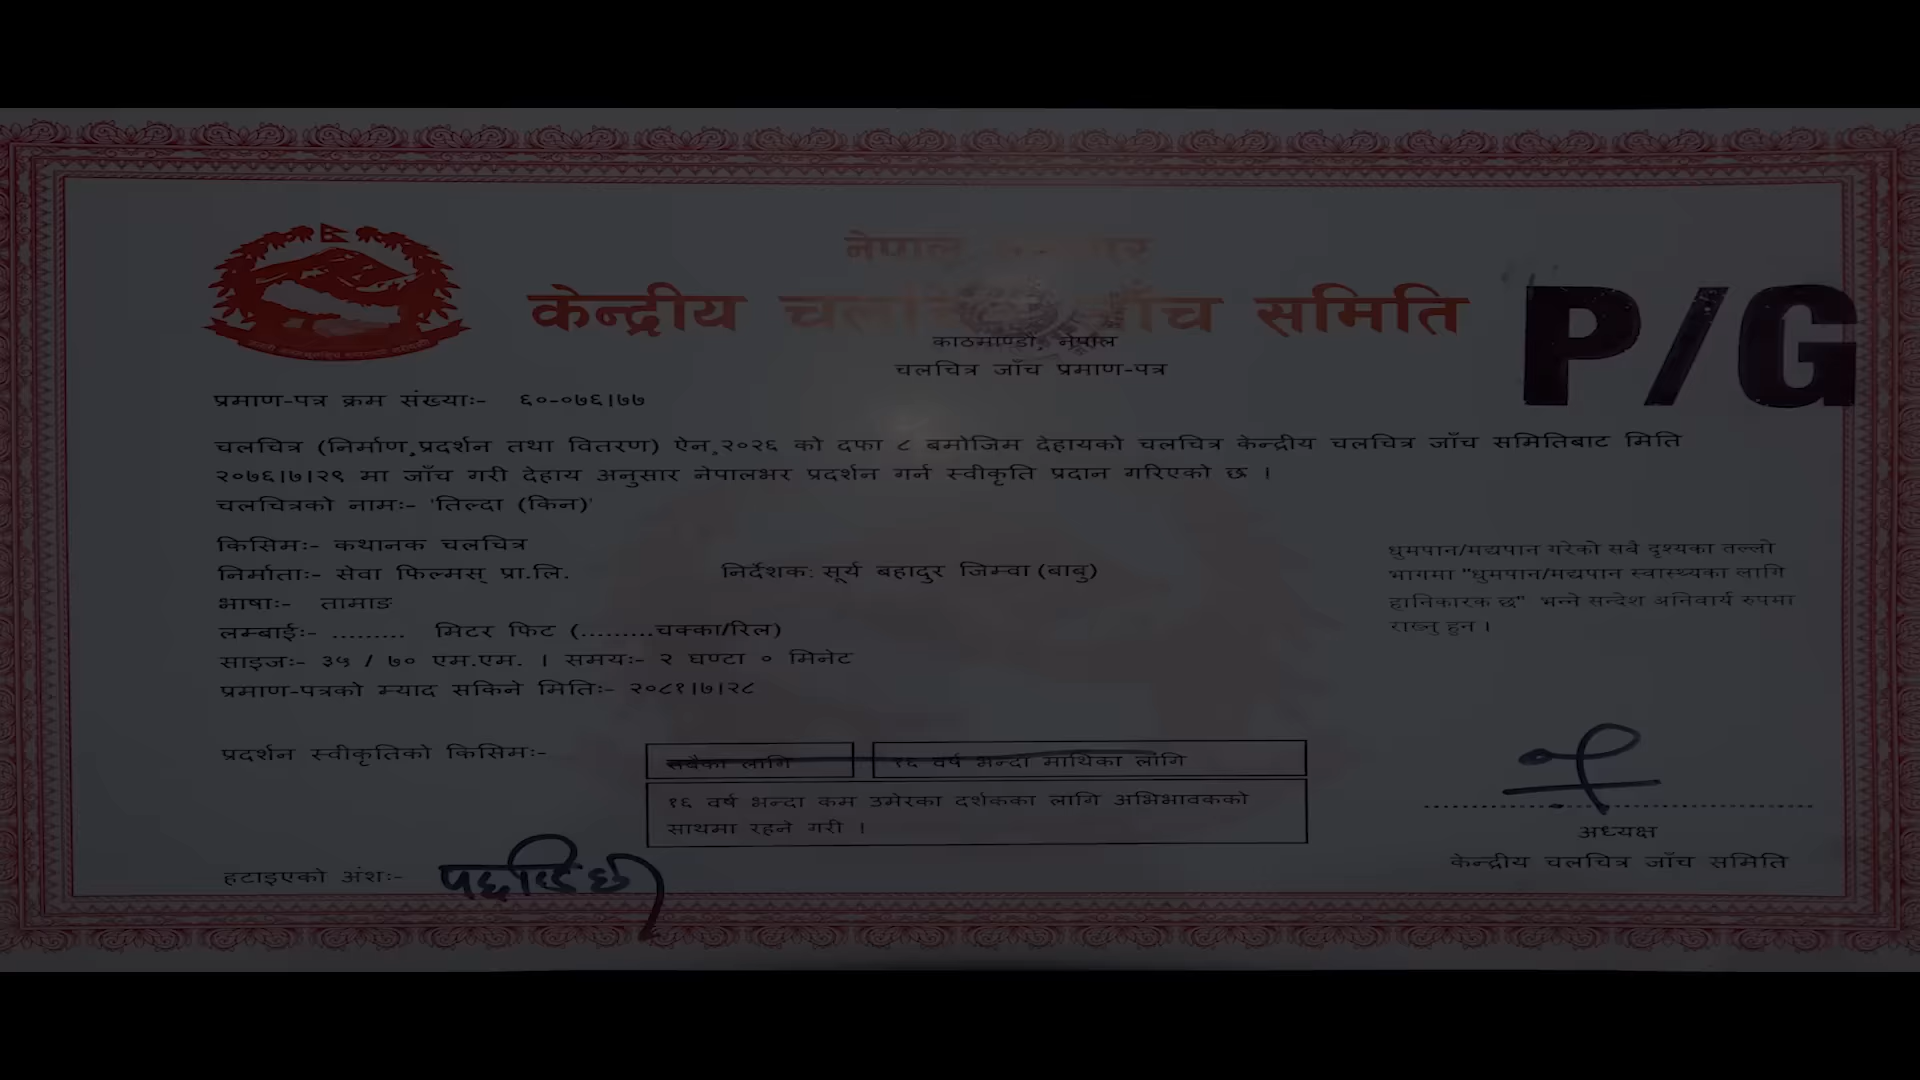 नेपाल
केन्द्रीय चलचित्र जाँच समिति
काठमाण्डौ, नेपाल
चलचित्र जाँच प्रमाण-पत्र
P/G
प्रमाण-पत्र क्रम संख्याः- ६०-०७६।७७
चलचित्र (निर्माण,प्रदर्शन तथा वितरण) ऐन,२०२६ को दफा ८ बमोजिम देहायको चलचित्र केन्द्रीय चलचित्र जाँच समितिबाट मिति
२०७६।७।२९ मा जाँच गरी देहाय अनुसार नेपालभर प्रदर्शन गर्न स्वीकृति प्रदान गरिएको छ ।
चलचित्रको नामः- 'तिल्दा (किन)'
किसिमः- कथानक चलचित्र
निर्माताः- सेवा फिल्मस् प्रा.लि. निर्देशकः सूर्य बहादुर जिम्वा (बाबु)
भाषाः- तामाङ
लम्बाईः- ......... मिटर फिट (.........चक्का/रिल)
साइजः- ३५ / ७० एम.एम. । समयः- २ घण्टा ० मिनेट
प्रमाण-पत्रको म्याद सकिने मितिः- २०८१।७।२८
धुमपान/मद्यपान गरेको सबै दृश्यका तल्लो
भागमा "धुमपान/मद्यपान स्वास्थ्यका लागि
हानिकारक छ" भन्ने सन्देश अनिवार्य रुपमा
राख्नु हुन ।
प्रदर्शन स्वीकृतिको किसिमः-
सबैका लागि १६ वर्ष भन्दा माथिका लागि
१६ वर्ष भन्दा कम उमेरका दर्शकका लागि अभिभावकको
साथमा रहने गरी ।
अध्यक्ष
केन्द्रीय चलचित्र जाँच समिति
हटाइएको अंशः-